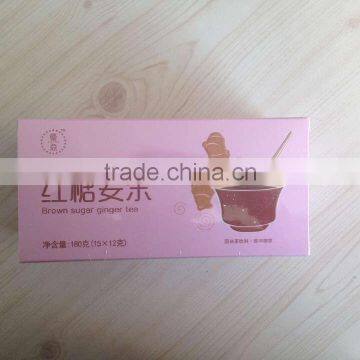 红糖姜茶
Brown sugar ginger tea
净含量:180克(15×12克)
trade.china.cn